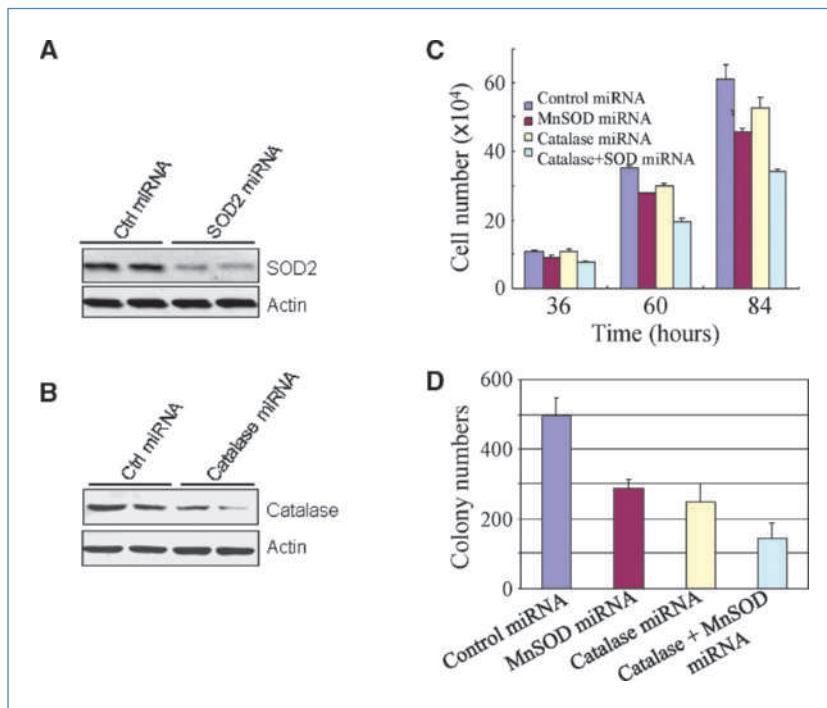 A
Ctrl miRNA
SOD2 miRNA
SOD2
Actin
B
Ctrl miRNA
Catalase miRNA
Catalase
Actin
C
Cell number (×10⁴)
60
40
20
0
Control miRNA
MnSOD miRNA
Catalase miRNA
Catalase+SOD miRNA
36
60
84
Time (hours)
D
Colony numbers
600
400
200
0
Control miRNA
MnSOD miRNA
Catalase miRNA
Catalase + MnSOD
miRNA